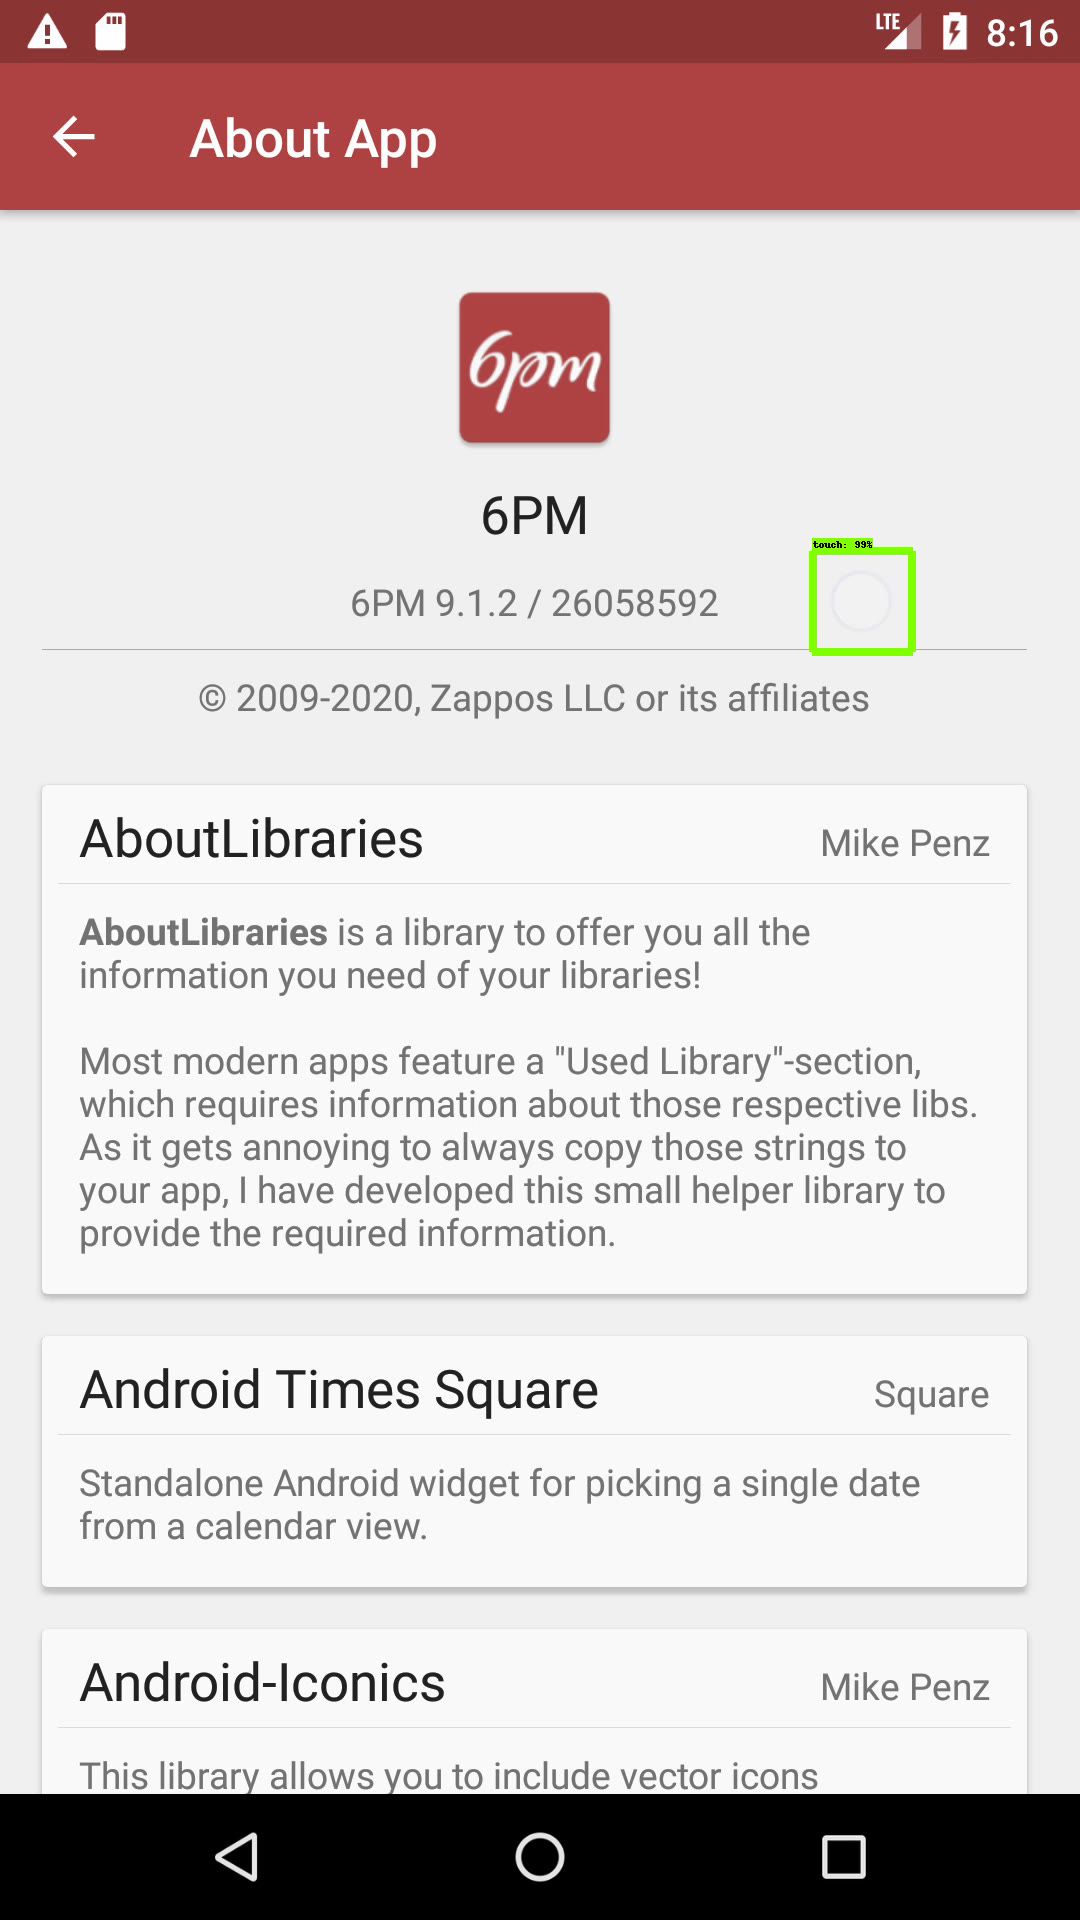 LTE 8:16
About App
6pm
6PM
touch: 99%
6PM 9.1.2 / 26058592
© 2009-2020, Zappos LLC or its affiliates
AboutLibraries Mike Penz
AboutLibraries is a library to offer you all the
information you need of your libraries!
Most modern apps feature a "Used Library"-section,
which requires information about those respective libs.
As it gets annoying to always copy those strings to
your app, I have developed this small helper library to
provide the required information.
Android Times Square Square
Standalone Android widget for picking a single date
from a calendar view.
Android-Iconics Mike Penz
This library allows you to include vector icons